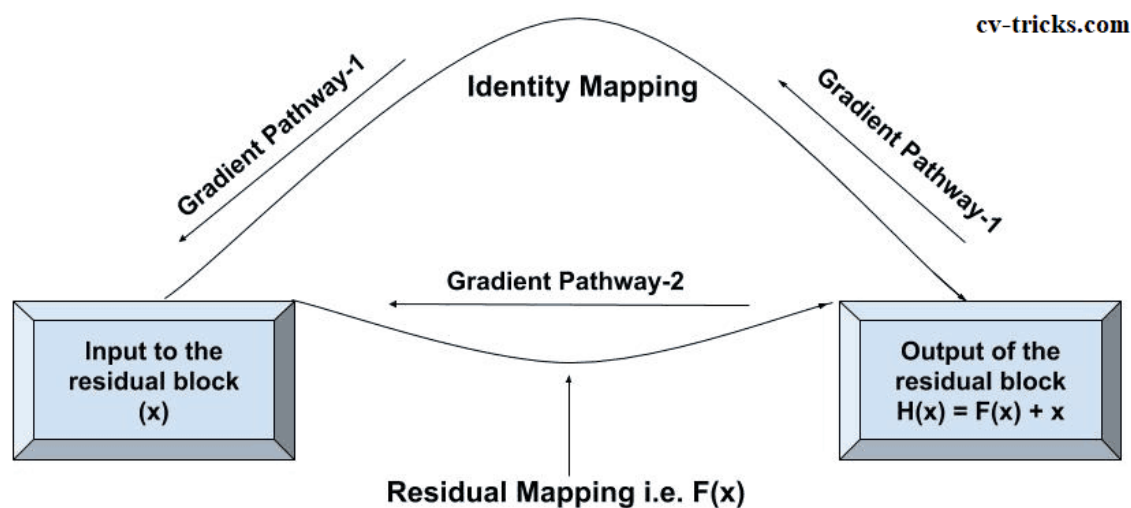 cv-tricks.com
Gradient Pathway-1
Identity Mapping
Gradient Pathway-1
Gradient Pathway-2
Input to the
residual block
(x)
Output of the
residual block
H(x) = F(x) + x
Residual Mapping i.e. F(x)